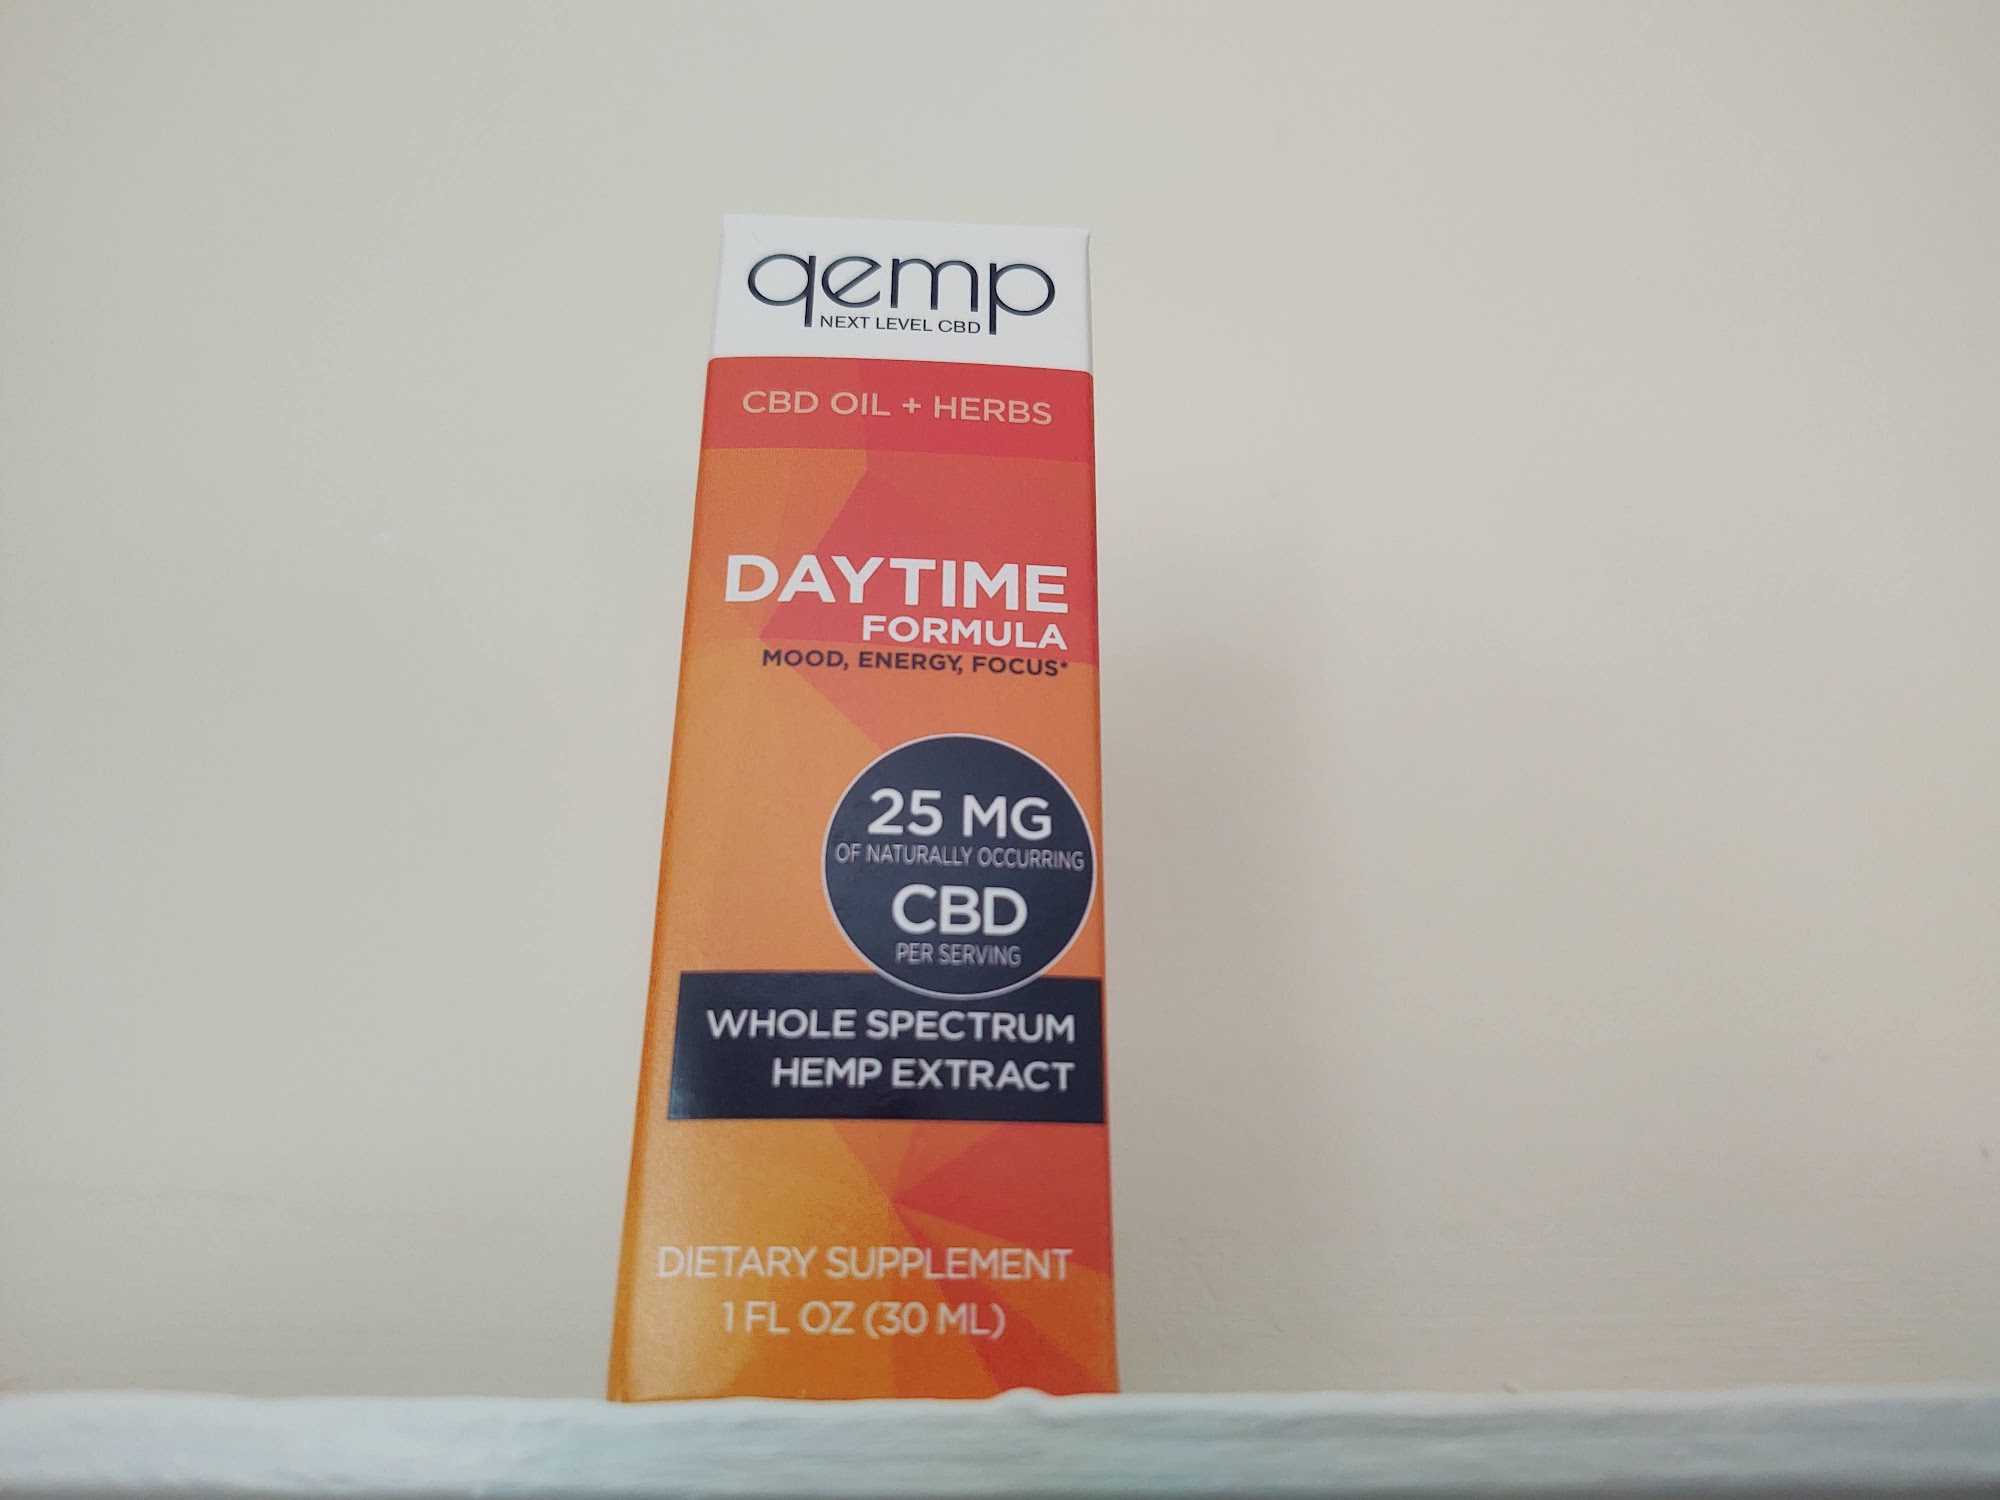 qemp
NEXT LEVEL CBD
CBD OIL + HERBS
DAYTIME
FORMULA
MOOD, ENERGY, FOCUS*
25 MG
OF NATURALLY OCCURRING
CBD
PER SERVING
WHOLE SPECTRUM
HEMP EXTRACT
DIETARY SUPPLEMENT
1 FL OZ (30 ML)